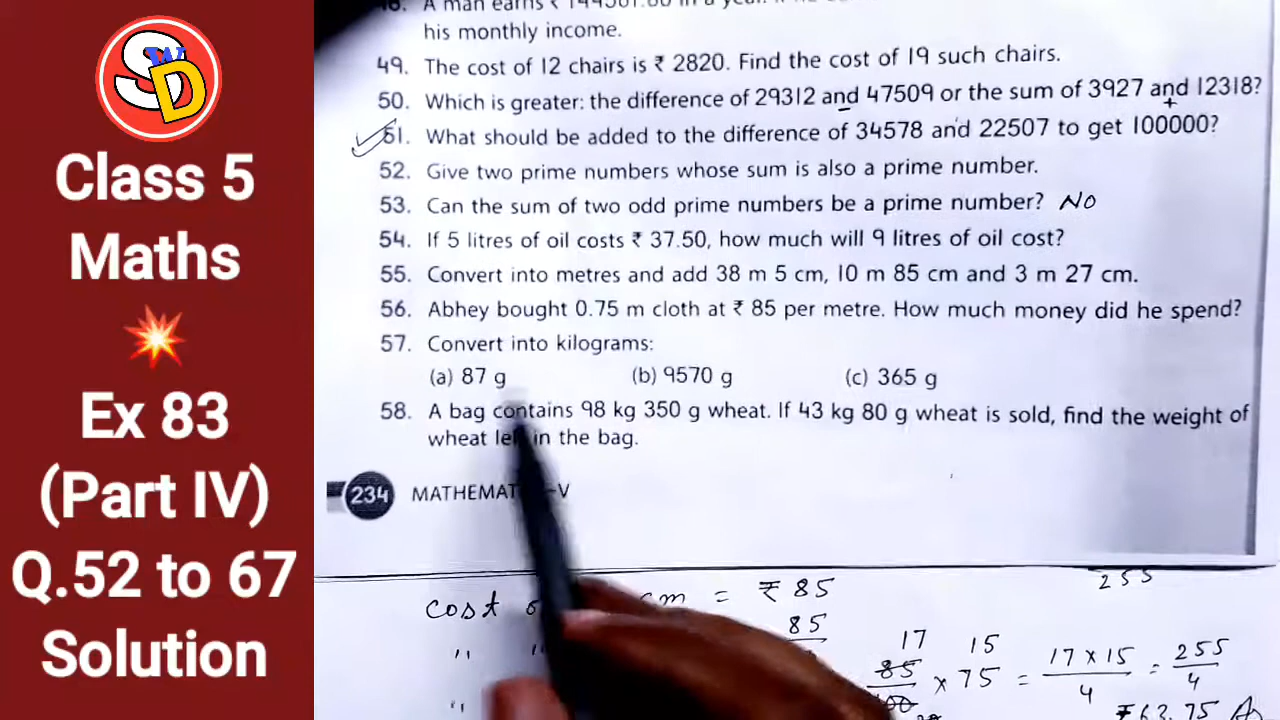 SWD
Class 5
Maths
Ex 83
(Part IV)
Q.52 to 67
Solution
A man earns ₹ in a year.
his monthly income.
49. The cost of 12 chairs is ₹ 2820. Find the cost of 19 such chairs.
50. Which is greater: the difference of 29312 and 47509 or the sum of 3927 and 12318?
− +
51. What should be added to the difference of 34578 and 22507 to get 100000?
52. Give two prime numbers whose sum is also a prime number.
53. Can the sum of two odd prime numbers be a prime number? NO
54. If 5 litres of oil costs ₹ 37.50, how much will 9 litres of oil cost?
55. Convert into metres and add 38 m 5 cm, 10 m 85 cm and 3 m 27 cm.
56. Abhey bought 0.75 m cloth at ₹ 85 per metre. How much money did he spend?
57. Convert into kilograms:
(a) 87 g (b) 9570 g (c) 365 g
58. A bag contains 98 kg 350 g wheat. If 43 kg 80 g wheat is sold, find the weight of
wheat in the bag.
234 MATHEMAT -V
255
cost cm = ₹ 85
" 85
17 15
85 × 75 = 17 × 15 = 255
100 4 4
" ₹63.75